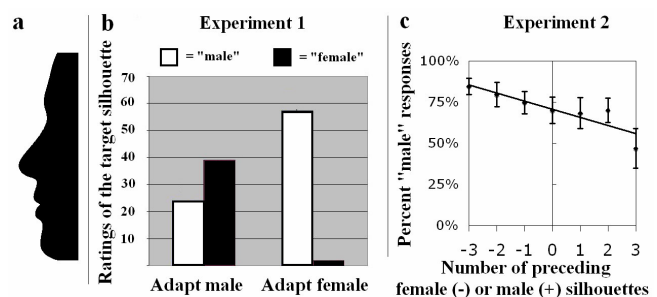 a
b
Experiment 1
= "male"
= "female"
Ratings of the target silhouette
70
60
50
40
30
20
10
Adapt male
Adapt female
c
Experiment 2
Percent "male" responses
100%
75%
50%
25%
0%
-3 -2 -1 0 1 2 3
Number of preceding
female (-) or male (+) silhouettes